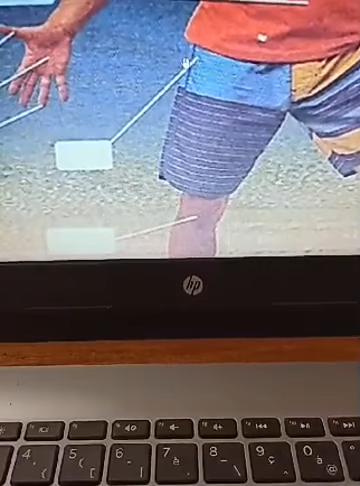 hp
4 ' {
5 ( [
6 - |
7 è `
8 _ \
9 ç ^
0 à @